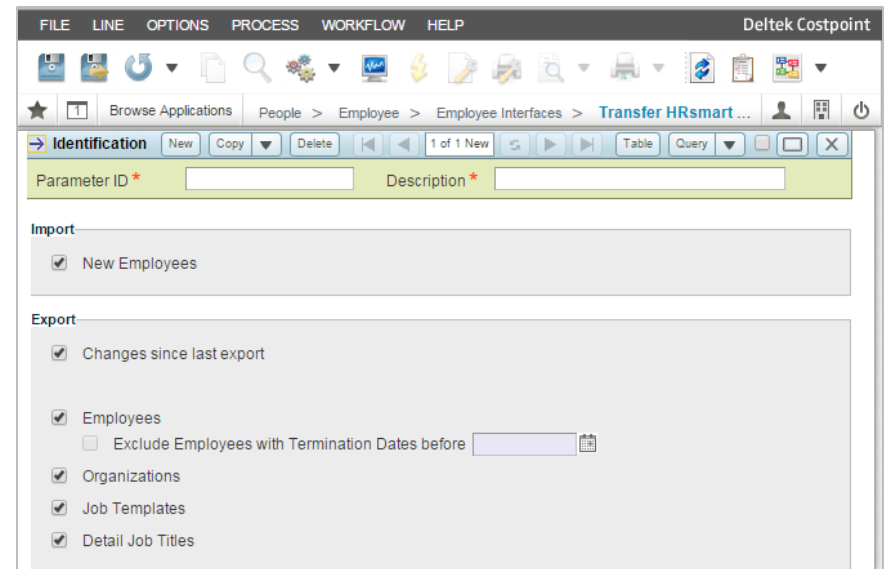 FILE LINE OPTIONS PROCESS WORKFLOW HELP Deltek Costpoint
1 Browse Applications People > Employee > Employee Interfaces > Transfer HRsmart ...
Identification New Copy Delete 1 of 1 New Table Query X
Parameter ID * Description *
Import
New Employees
Export
Changes since last export
Employees
Exclude Employees with Termination Dates before
Organizations
Job Templates
Detail Job Titles